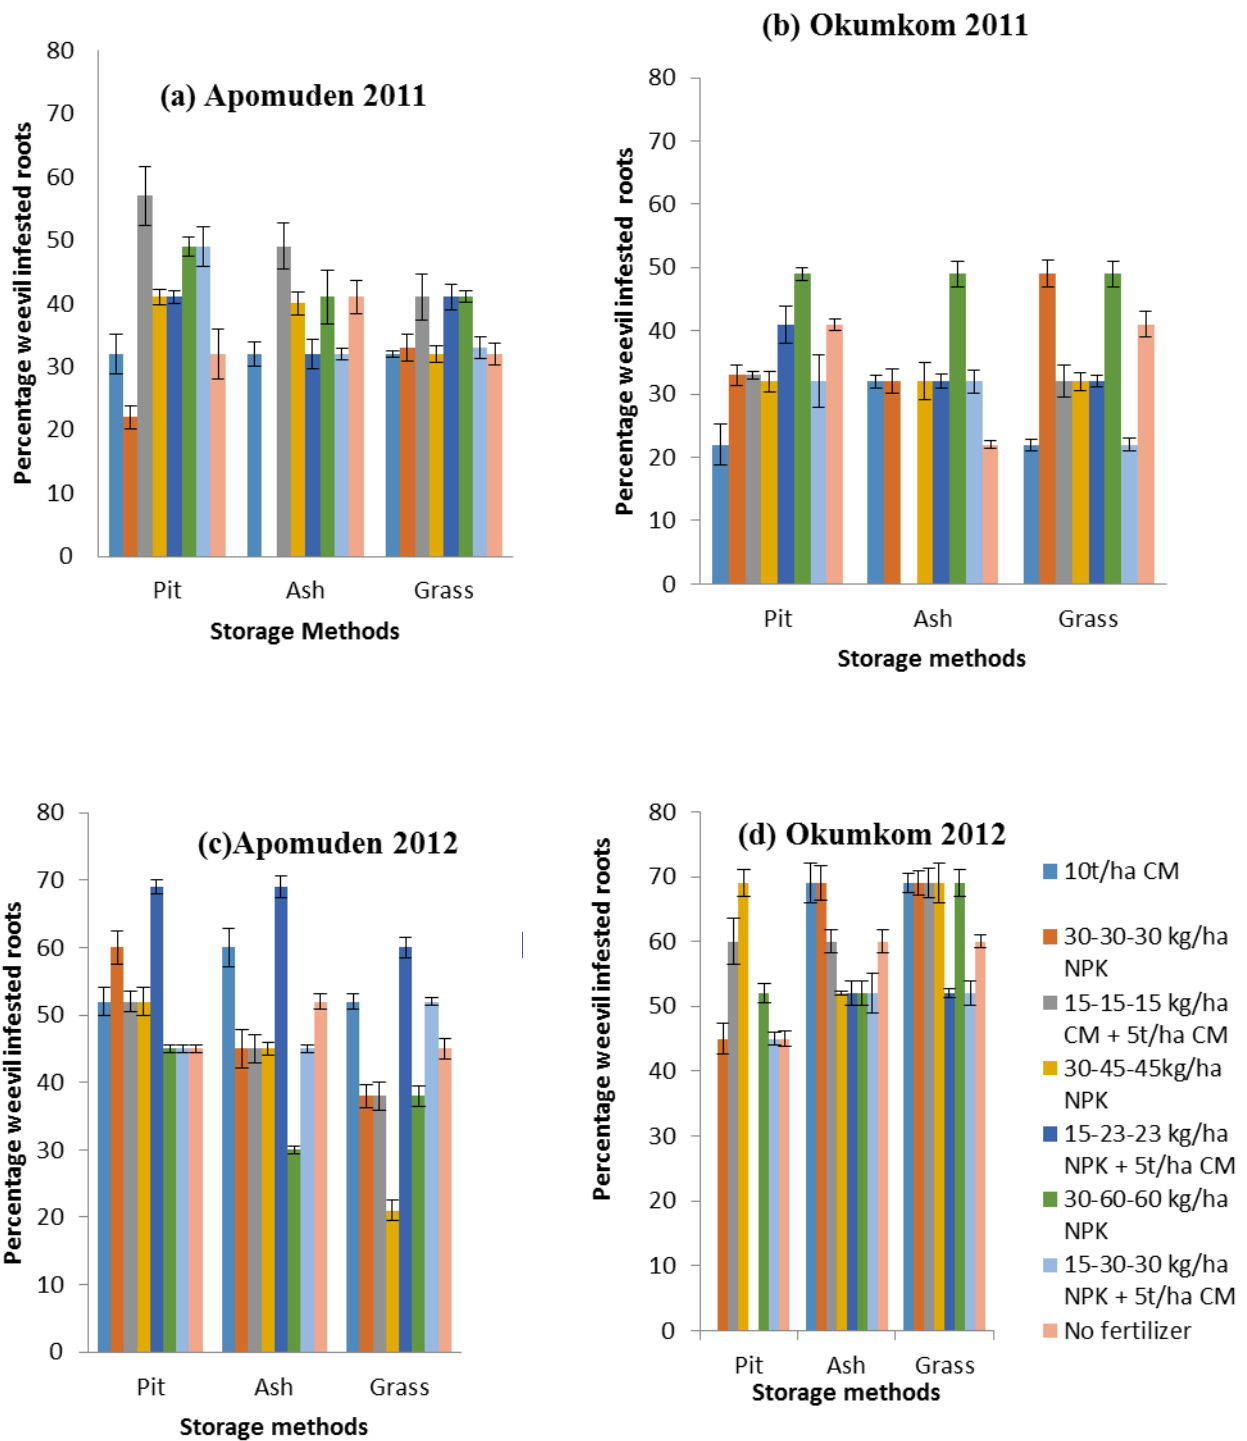 (a) Apomuden 2011
Percentage weevil infested roots
80
70
60
50
40
30
20
10
0
Pit Ash Grass
Storage Methods
(b) Okumkom 2011
Percentage weevil infested roots
80
70
60
50
40
30
20
10
0
Pit Ash Grass
Storage methods
(c)Apomuden 2012
Percentage weevil infested roots
80
70
60
50
40
30
20
10
0
Pit Ash Grass
Storage methods
(d) Okumkom 2012
Percentage weevil infested roots
80
70
60
50
40
30
20
10
0
Pit Ash Grass
Storage methods
10t/ha CM
30-30-30 kg/ha
NPK
15-15-15 kg/ha
CM + 5t/ha CM
30-45-45kg/ha
NPK
15-23-23 kg/ha
NPK + 5t/ha CM
30-60-60 kg/ha
NPK
15-30-30 kg/ha
NPK + 5t/ha CM
No fertilizer